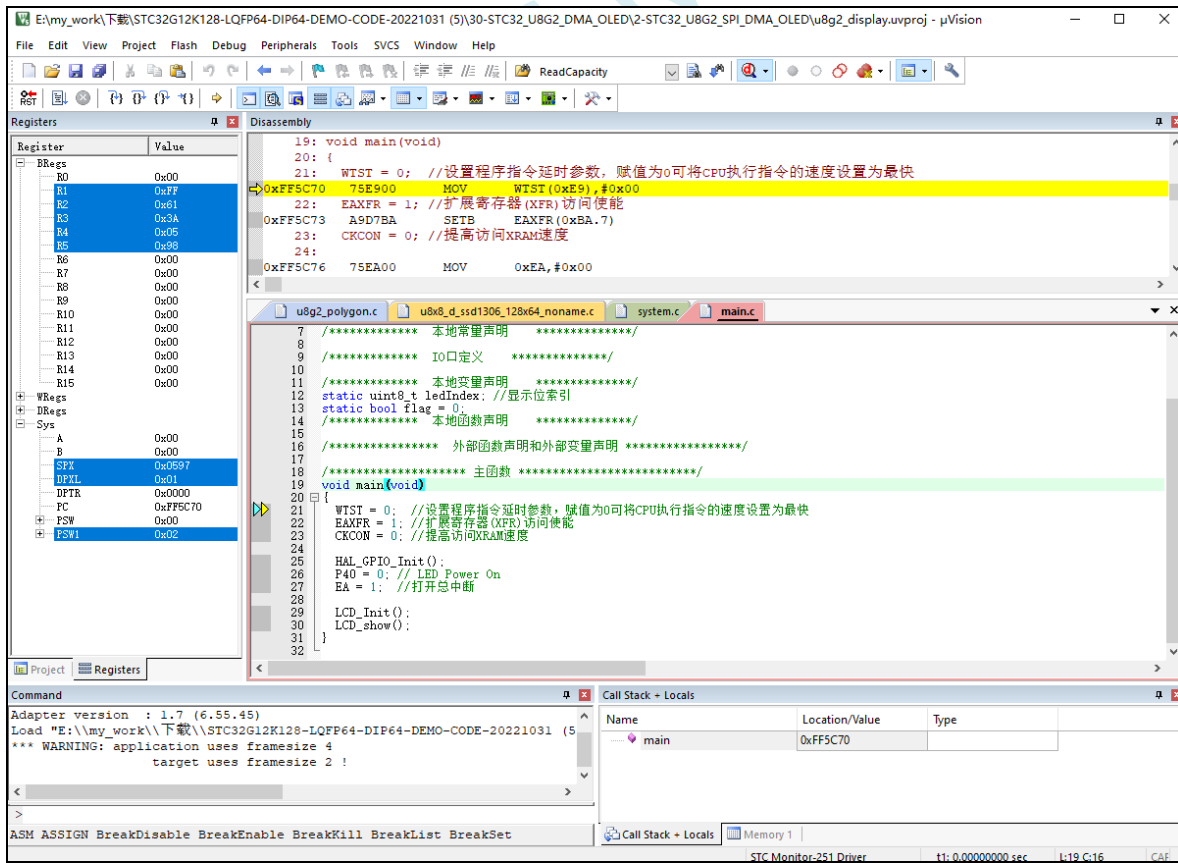 E:\my_work\下载\STC32G12K128-LQFP64-DIP64-DEMO-CODE-20221031 (5)\30-STC32_U8G2_DMA_OLED\2-STC32_U8G2_SPI_DMA_OLED\u8g2_display.uvproj - µVision
File Edit View Project Flash Debug Peripherals Tools SVCS Window Help
ReadCapacity
RST
Registers
Register Value
BRegs
R0 0x00
R1 0xFF
R2 0x61
R3 0x3A
R4 0x05
R5 0x98
R6 0x00
R7 0x00
R8 0x00
R9 0x00
R10 0x00
R11 0x00
R12 0x00
R13 0x00
R14 0x00
R15 0x00
WRegs
DRegs
Sys
A 0x00
B 0x00
SPX 0x0597
DPXL 0x01
DPTR 0x0000
PC 0xFF5C70
PSW 0x00
PSW1 0x02
Project Registers
Disassembly
19: void main(void)
20: {
21: WTST = 0; //设置程序指令延时参数，赋值为0可将CPU执行指令的速度设置为最快
0xFF5C70 75E900 MOV WTST(0xE9),#0x00
22: EAXFR = 1; //扩展寄存器(XFR)访问使能
0xFF5C73 A9D7BA SETB EAXFR(0xBA.7)
23: CKCON = 0; //提高访问XRAM速度
24:
0xFF5C76 75EA00 MOV 0xEA,#0x00
u8g2_polygon.c u8x8_d_ssd1306_128x64_noname.c system.c main.c
7 /************* 本地常量声明 **************/
8
9 /************* IO口定义 **************/
10
11 /************* 本地变量声明 **************/
12 static uint8_t ledIndex; //显示位索引
13 static bool flag = 0;
14 /************* 本地函数声明 **************/
15
16 /**************** 外部函数声明和外部变量声明 *****************/
17
18 /******************** 主函数 **************************/
19 void main(void)
20 {
21 WTST = 0; //设置程序指令延时参数，赋值为0可将CPU执行指令的速度设置为最快
22 EAXFR = 1; //扩展寄存器(XFR)访问使能
23 CKCON = 0; //提高访问XRAM速度
24
25 HAL_GPIO_Init();
26 P40 = 0; // LED Power On
27 EA = 1; //打开总中断
28
29 LCD_Init();
30 LCD_show();
31 }
32
Command
Adapter version : 1.7 (6.55.45)
Load "E:\\my_work\\下载\\STC32G12K128-LQFP64-DIP64-DEMO-CODE-20221031 (5
*** WARNING: application uses framesize 4
target uses framesize 2 !
>
ASM ASSIGN BreakDisable BreakEnable BreakKill BreakList BreakSet
Call Stack + Locals
Name Location/Value Type
main 0xFF5C70
Call Stack + Locals Memory 1
STC Monitor-251 Driver t1: 0.00000000 sec L:19 C:16 CAP